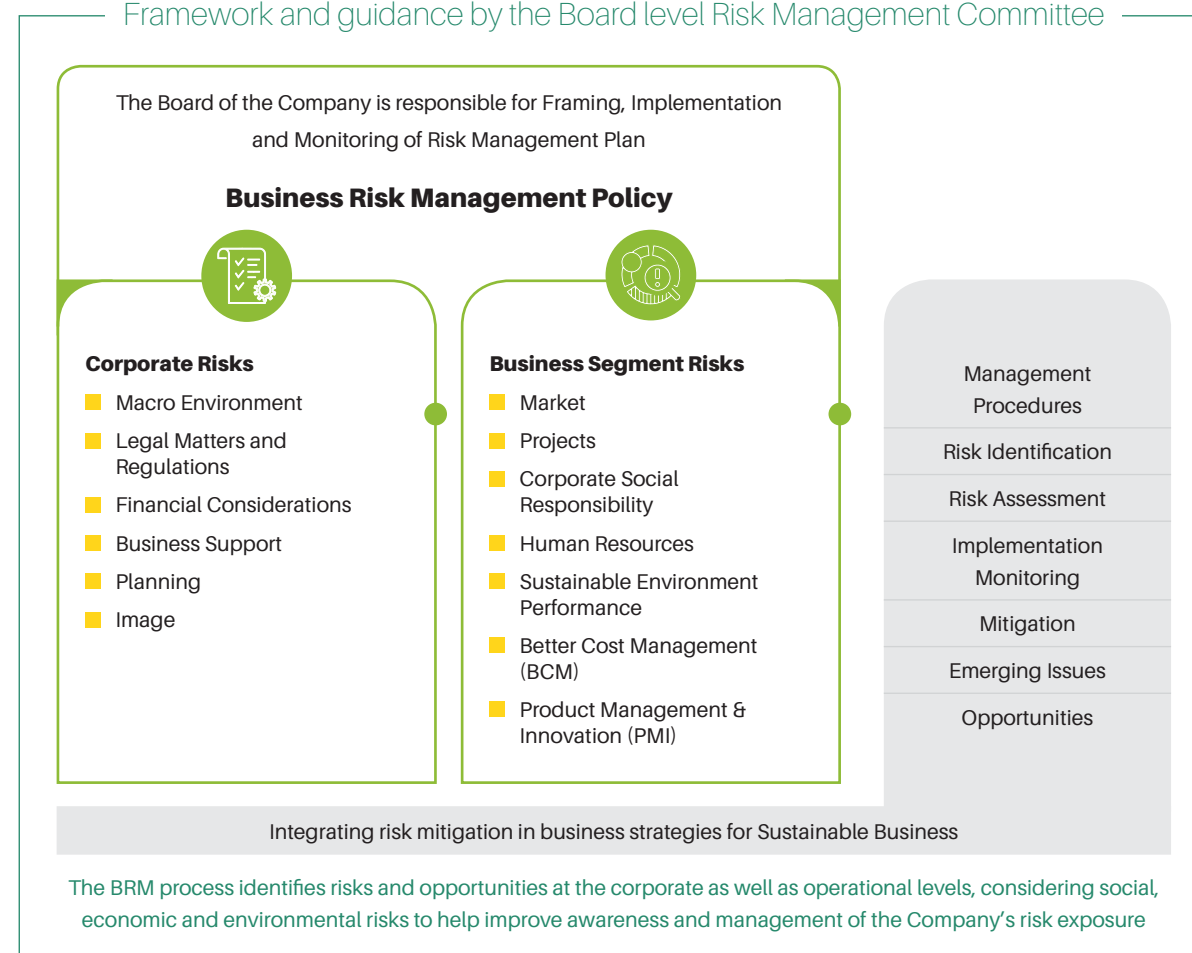 Framework and guidance by the Board level Risk Management Committee
The Board of the Company is responsible for Framing, Implementation
and Monitoring of Risk Management Plan
Business Risk Management Policy
Corporate Risks
Macro Environment
Legal Matters and
Regulations
Financial Considerations
Business Support
Planning
Image
Business Segment Risks
Market
Projects
Corporate Social
Responsibility
Human Resources
Sustainable Environment
Performance
Better Cost Management
(BCM)
Product Management &
Innovation (PMI)
Management
Procedures
Risk Identification
Risk Assessment
Implementation
Monitoring
Mitigation
Emerging Issues
Opportunities
Integrating risk mitigation in business strategies for Sustainable Business
The BRM process identifies risks and opportunities at the corporate as well as operational levels, considering social,
economic and environmental risks to help improve awareness and management of the Company’s risk exposure